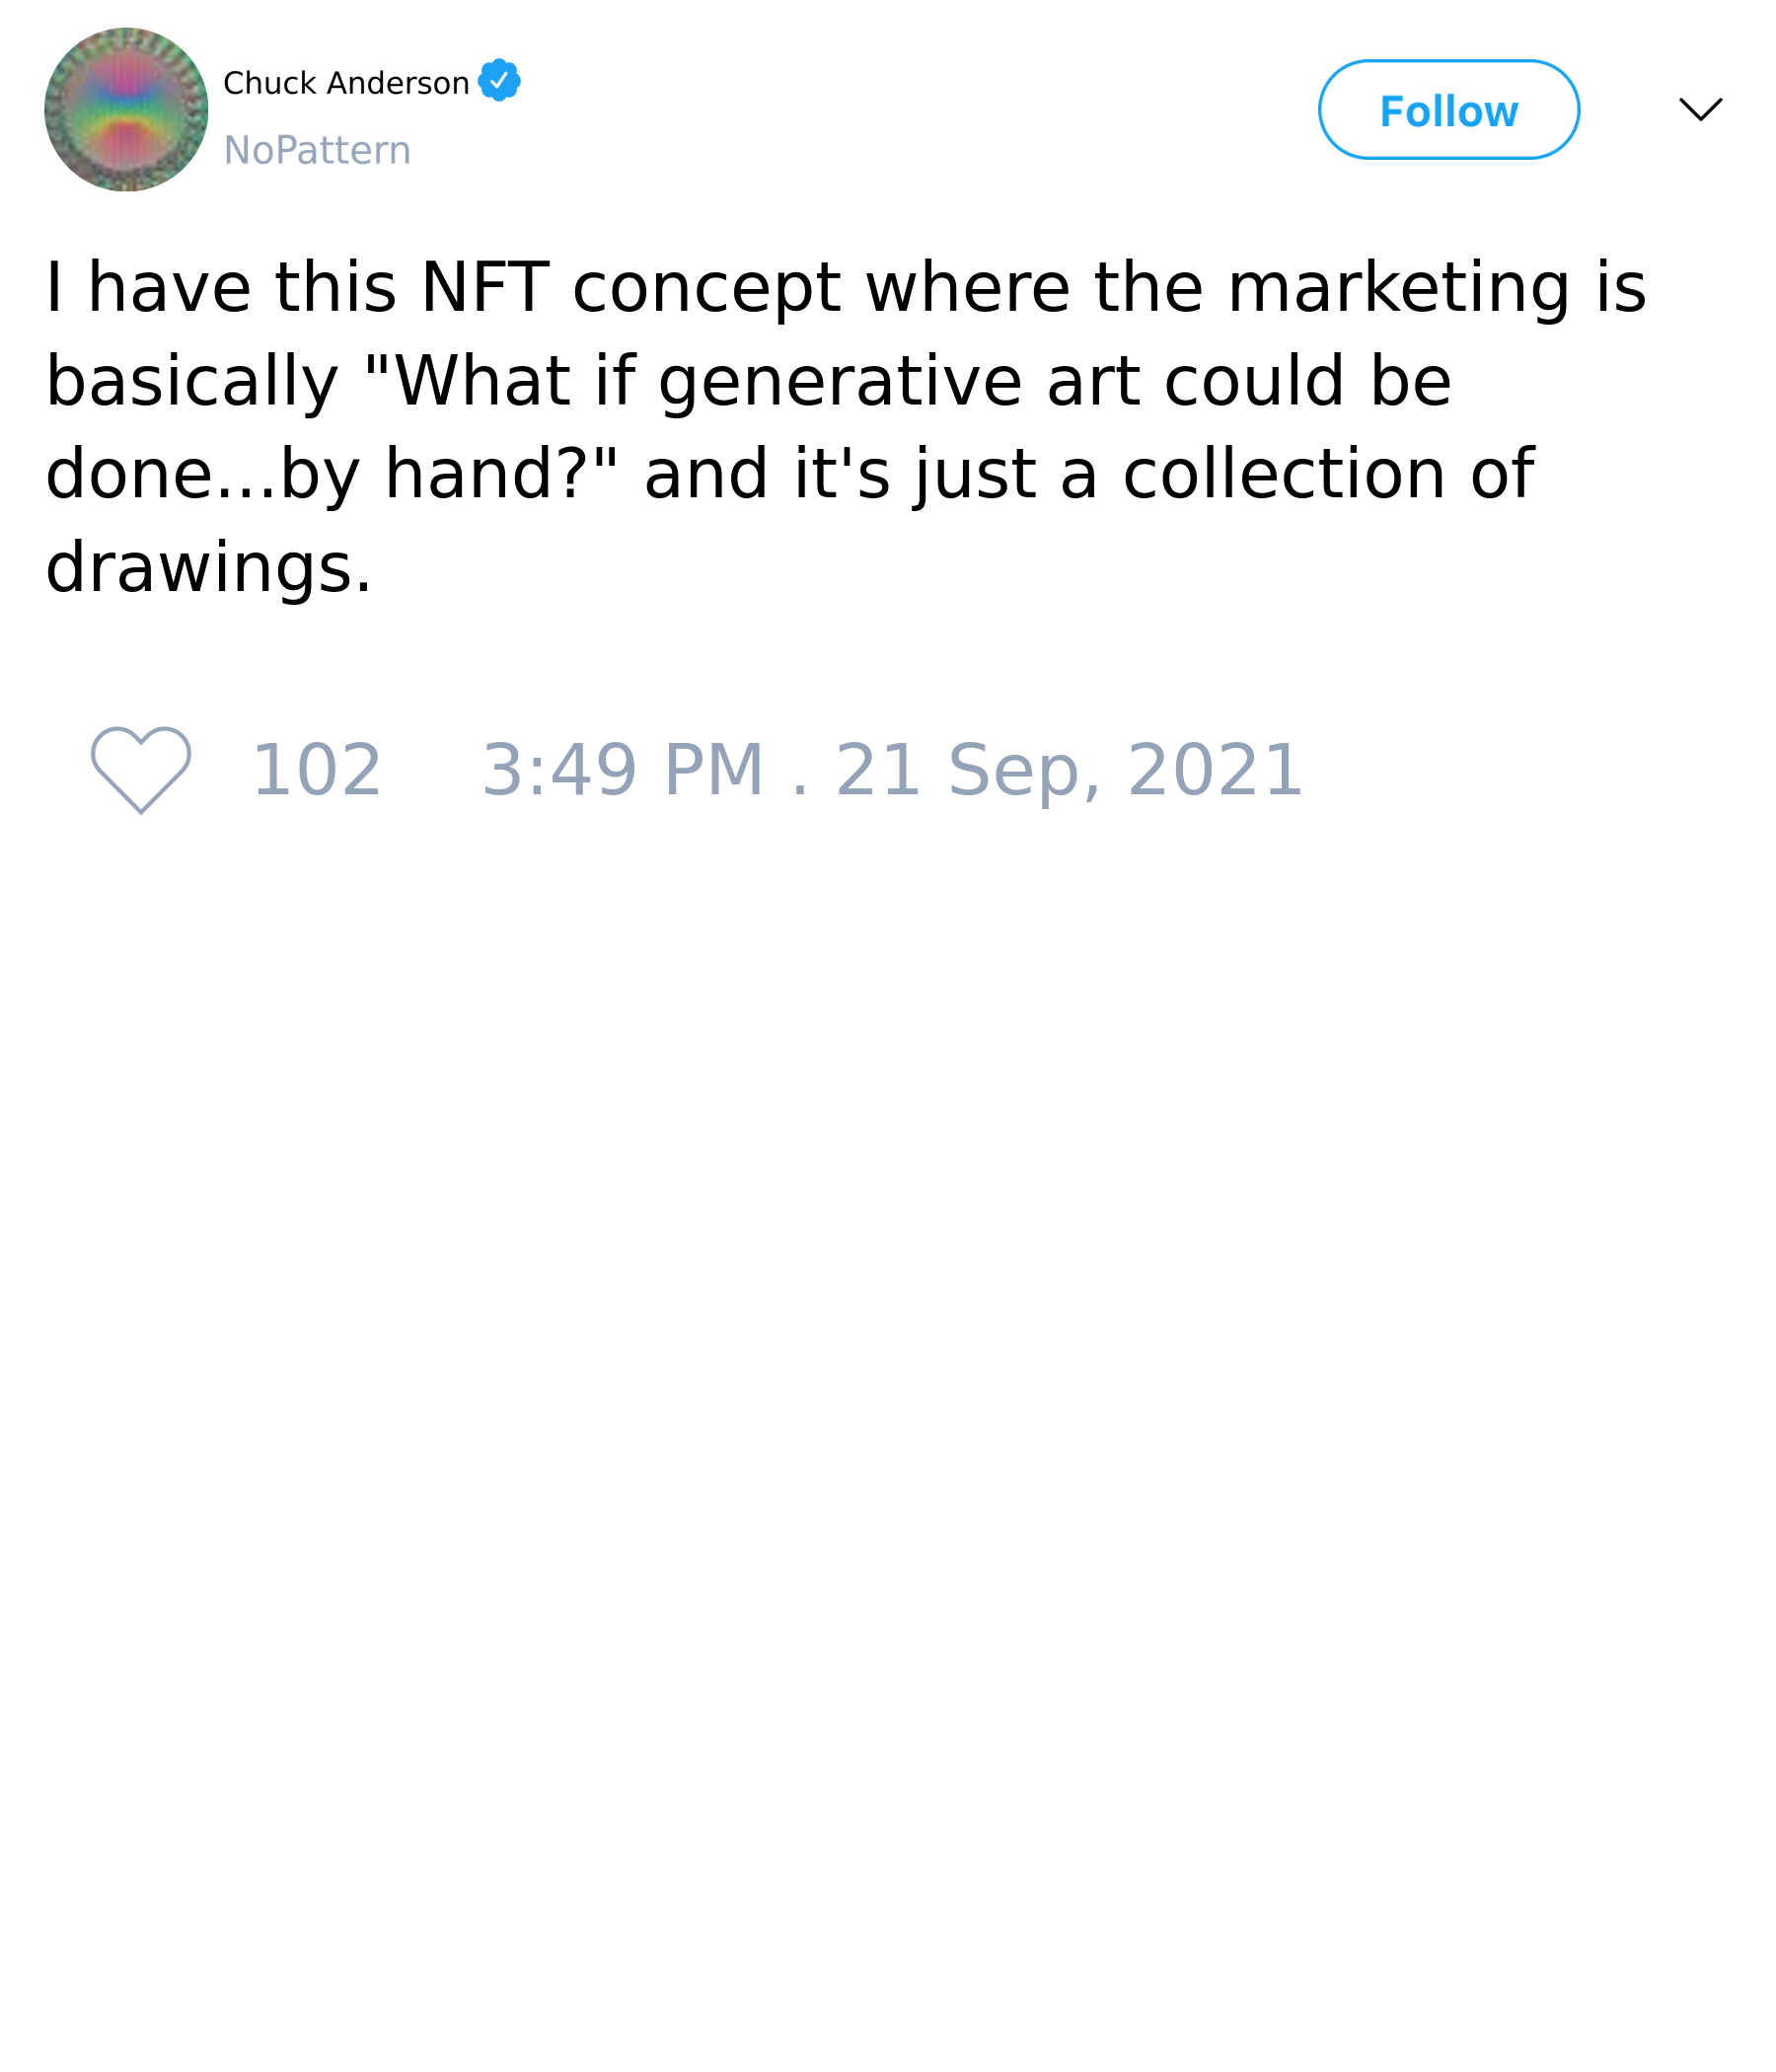 Chuck Anderson
NoPattern
Follow
I have this NFT concept where the marketing is
basically "What if generative art could be
done...by hand?" and it's just a collection of
drawings.
102 3:49 PM . 21 Sep, 2021